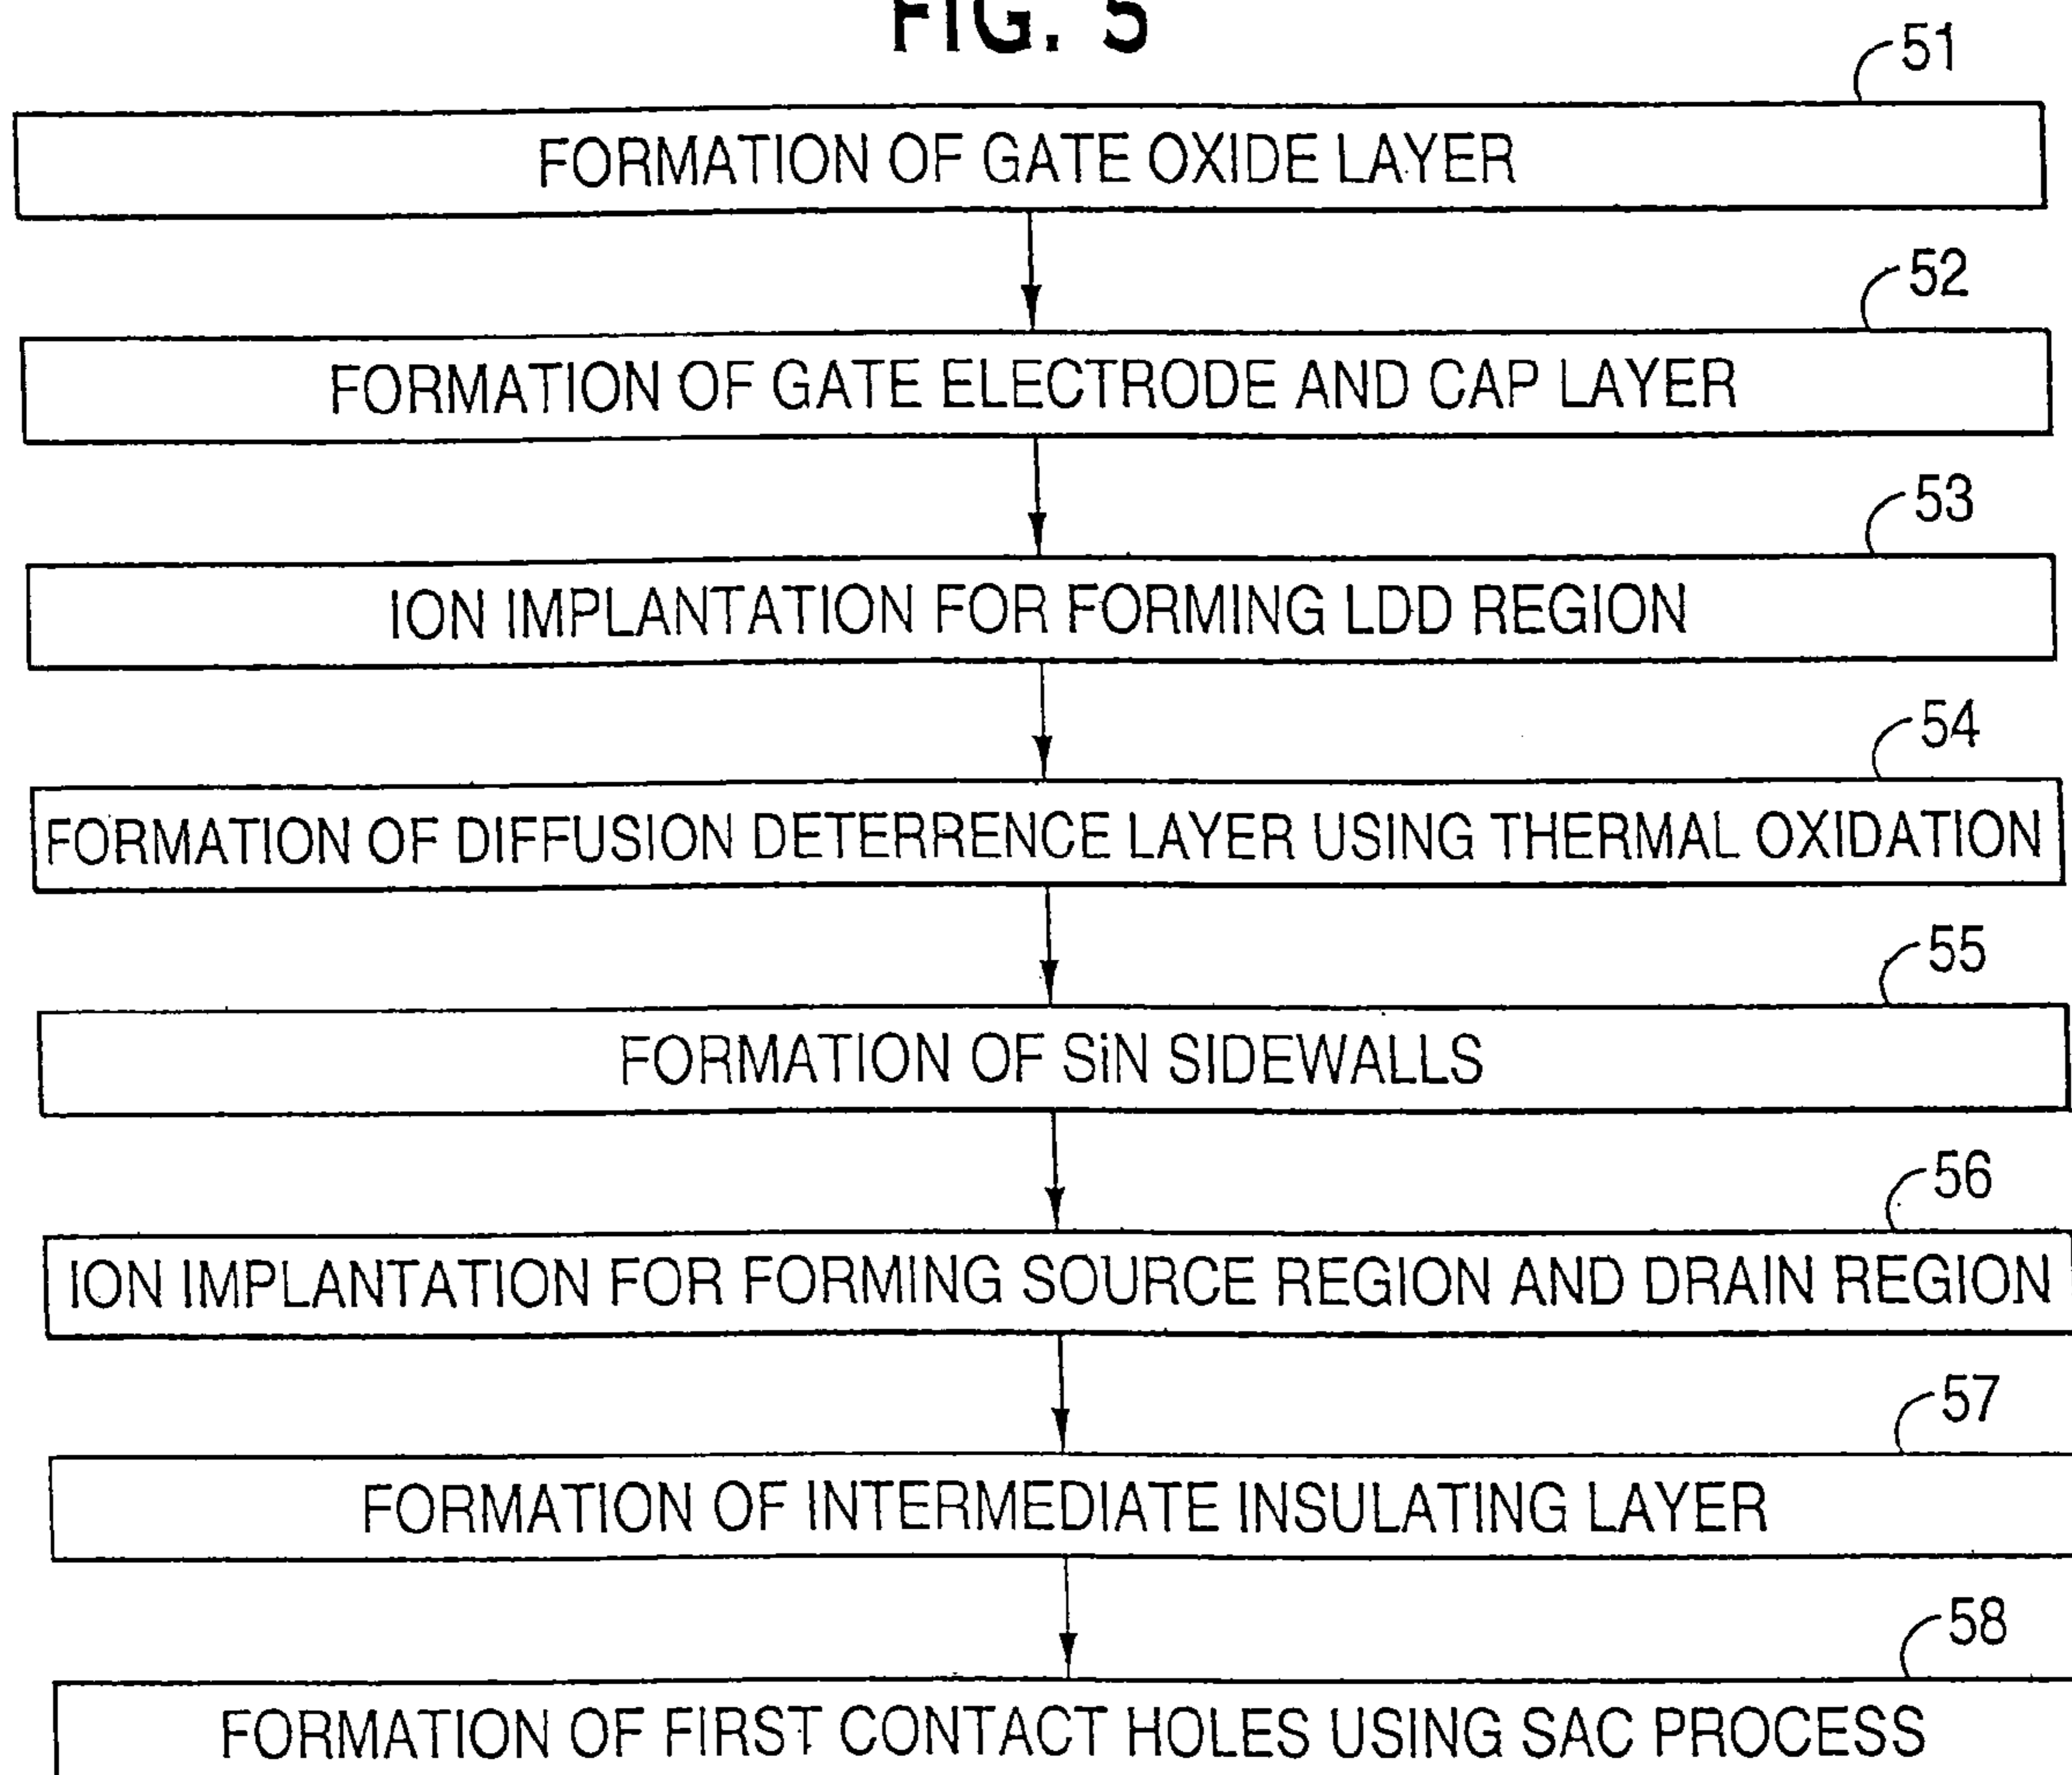 FIG. 5
51
FORMATION OF GATE OXIDE LAYER
52
FORMATION OF GATE ELECTRODE AND CAP LAYER
53
ION IMPLANTATION FOR FORMING LDD REGION
54
FORMATION OF DIFFUSION DETERRENCE LAYER USING THERMAL OXIDATION
55
FORMATION OF SiN SIDEWALLS
56
ION IMPLANTATION FOR FORMING SOURCE REGION AND DRAIN REGION
57
FORMATION OF INTERMEDIATE INSULATING LAYER
58
FORMATION OF FIRST CONTACT HOLES USING SAC PROCESS